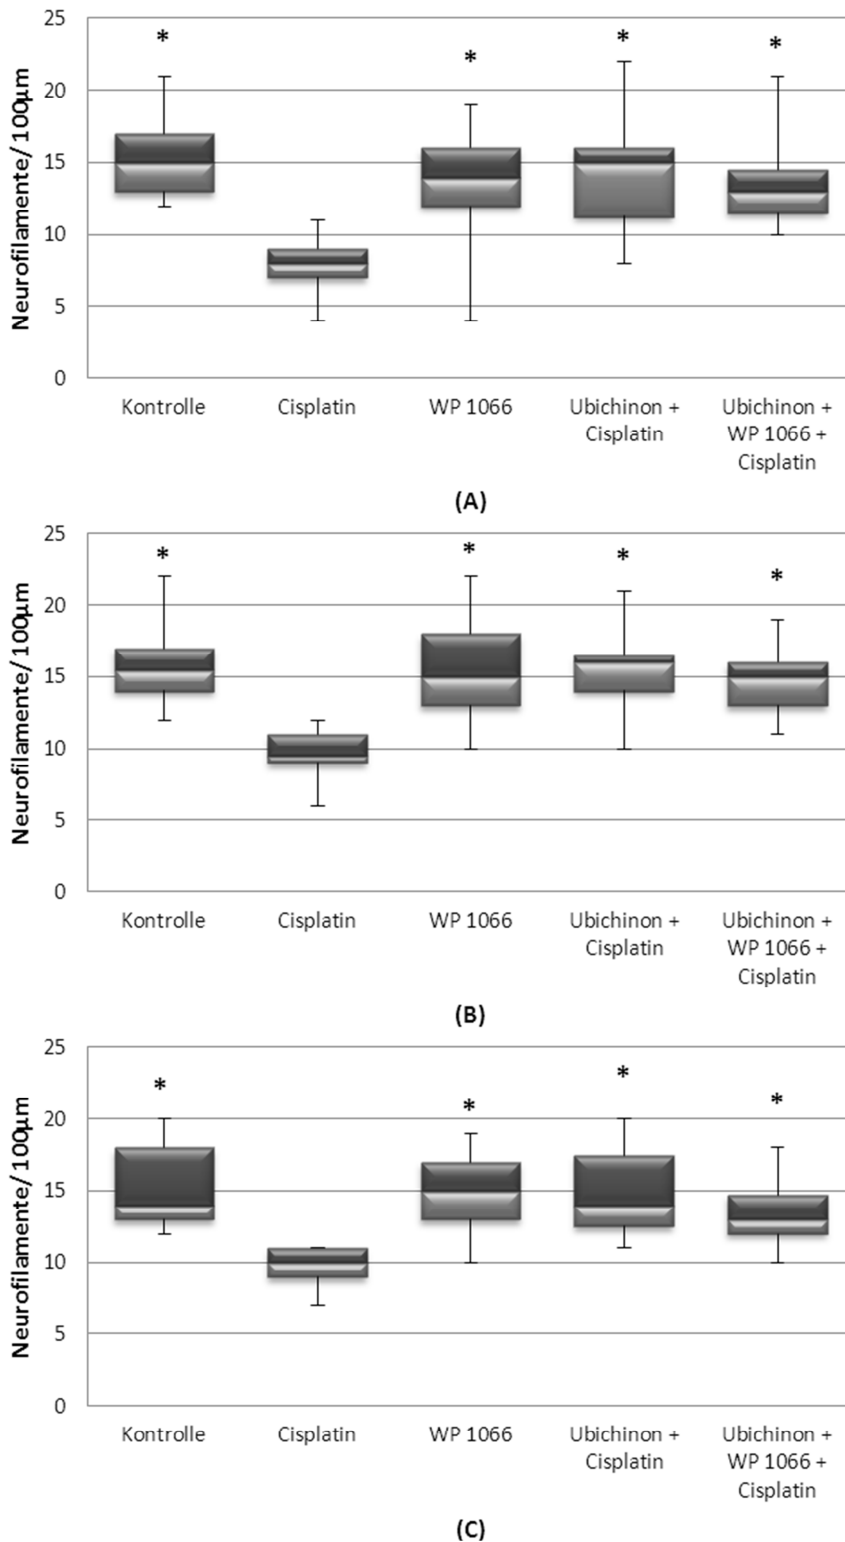 Neurofilamente/ 100µm
25
20
15
10
5
0
*
*
*
*
Kontrolle
Cisplatin
WP 1066
Ubichinon +
Cisplatin
Ubichinon +
WP 1066 +
Cisplatin
(A)
Neurofilamente/ 100µm
25
20
15
10
5
0
*
*
*
*
Kontrolle
Cisplatin
WP 1066
Ubichinon +
Cisplatin
Ubichinon +
WP 1066 +
Cisplatin
(B)
Neurofilamente/ 100µm
25
20
15
10
5
0
*
*
*
*
Kontrolle
Cisplatin
WP 1066
Ubichinon +
Cisplatin
Ubichinon +
WP 1066 +
Cisplatin
(C)